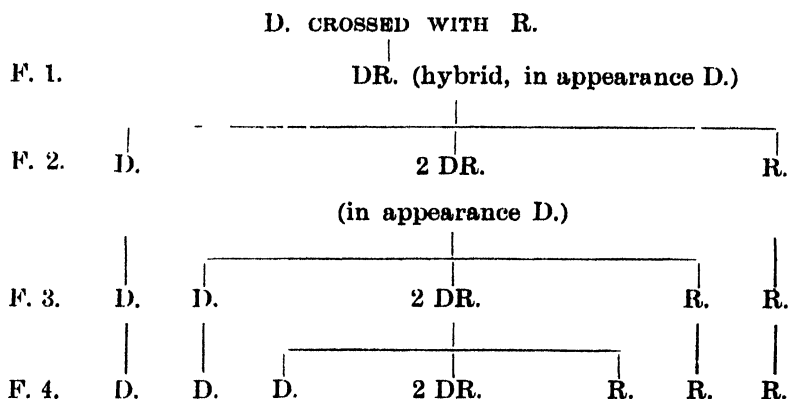 D. CROSSED WITH R.
F. 1. DR. (hybrid, in appearance D.)
F. 2. D. 2 DR. R.
(in appearance D.)
F. 3. D. D. 2 DR. R. R.
F. 4. D. D. D. 2 DR. R. R. R.